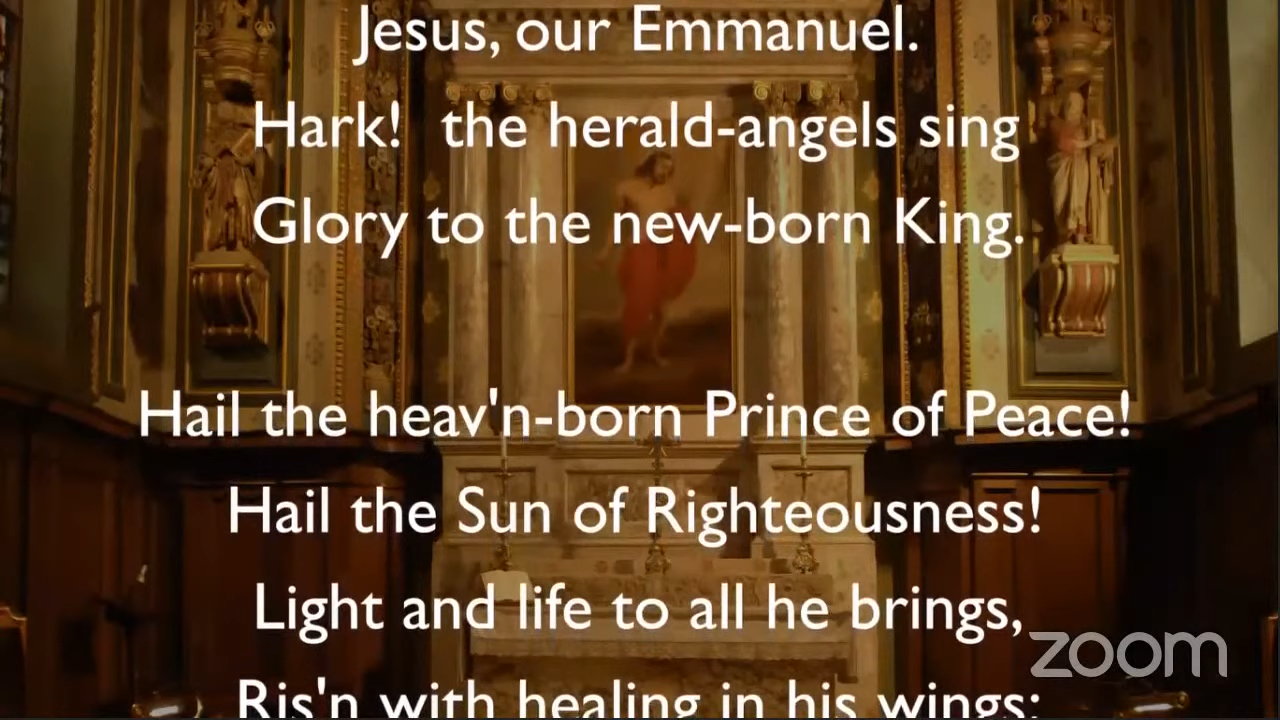 Jesus, our Emmanuel.
Hark! the herald-angels sing
Glory to the new-born King.
Hail the heav'n-born Prince of Peace!
Hail the Sun of Righteousness!
Light and life to all he brings,
Ris'n with healing in his wings;
zoom